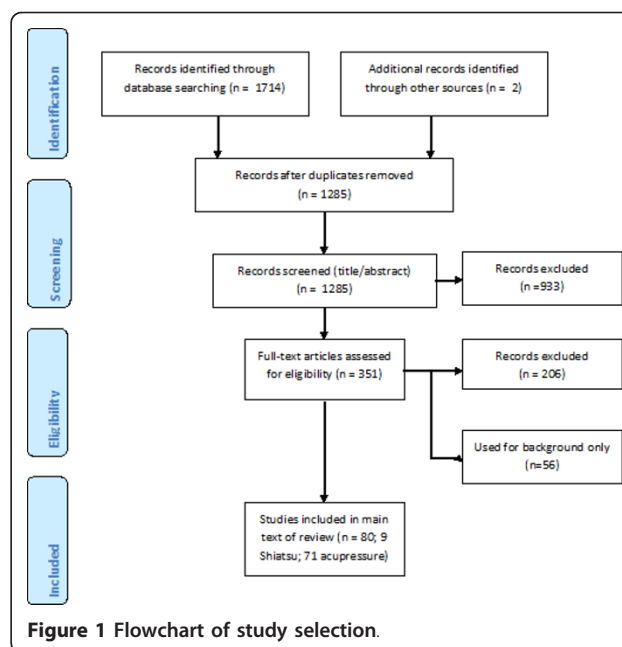 Identification
Records identified through
database searching (n = 1714)
Additional records identified
through other sources (n = 2)
Records after duplicates removed
(n = 1285)
Screening
Records screened (title/abstract)
(n = 1285)
Records excluded
(n =933)
Eligibility
Full-text articles assessed
for eligibility (n = 351)
Records excluded
(n = 206)
Used for background only
(n=56)
Included
Studies included in main
text of review (n = 80; 9
Shiatsu; 71 acupressure)
Figure 1 Flowchart of study selection.